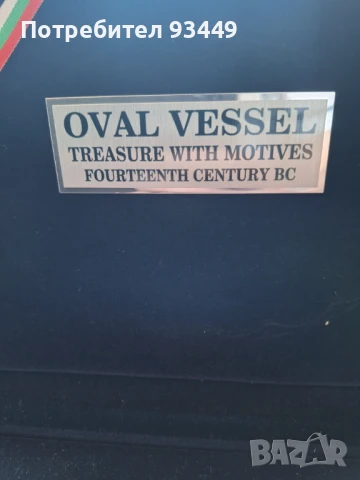 Потребител 93449
OVAL VESSEL
TREASURE WITH MOTIVES
FOURTEENTH CENTURY BC
BAZAR